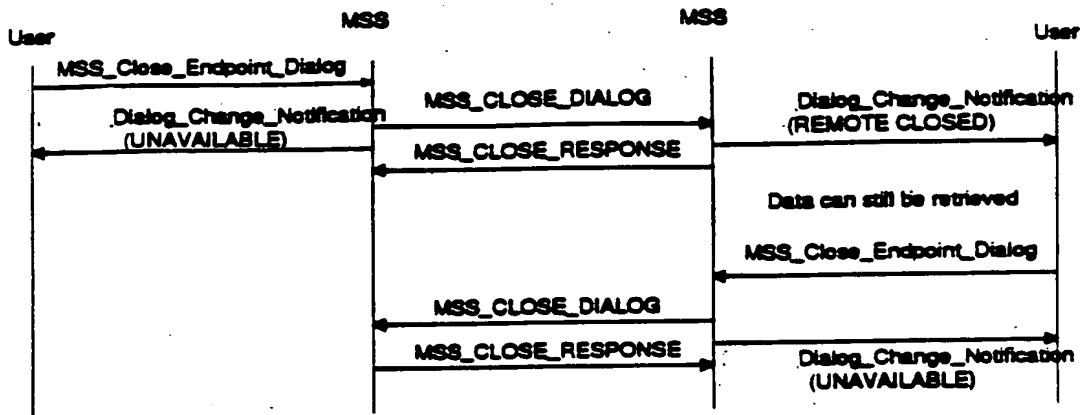 User
MSS
MSS
User
MSS_Close_Endpoint_Dialog
Dialog_Change_Notification
(UNAVAILABLE)
MSS_CLOSE_DIALOG
Dialog_Change_Notification
(REMOTE CLOSED)
MSS_CLOSE_RESPONSE
Data can still be retrieved
MSS_Close_Endpoint_Dialog
MSS_CLOSE_DIALOG
MSS_CLOSE_RESPONSE
Dialog_Change_Notification
(UNAVAILABLE)